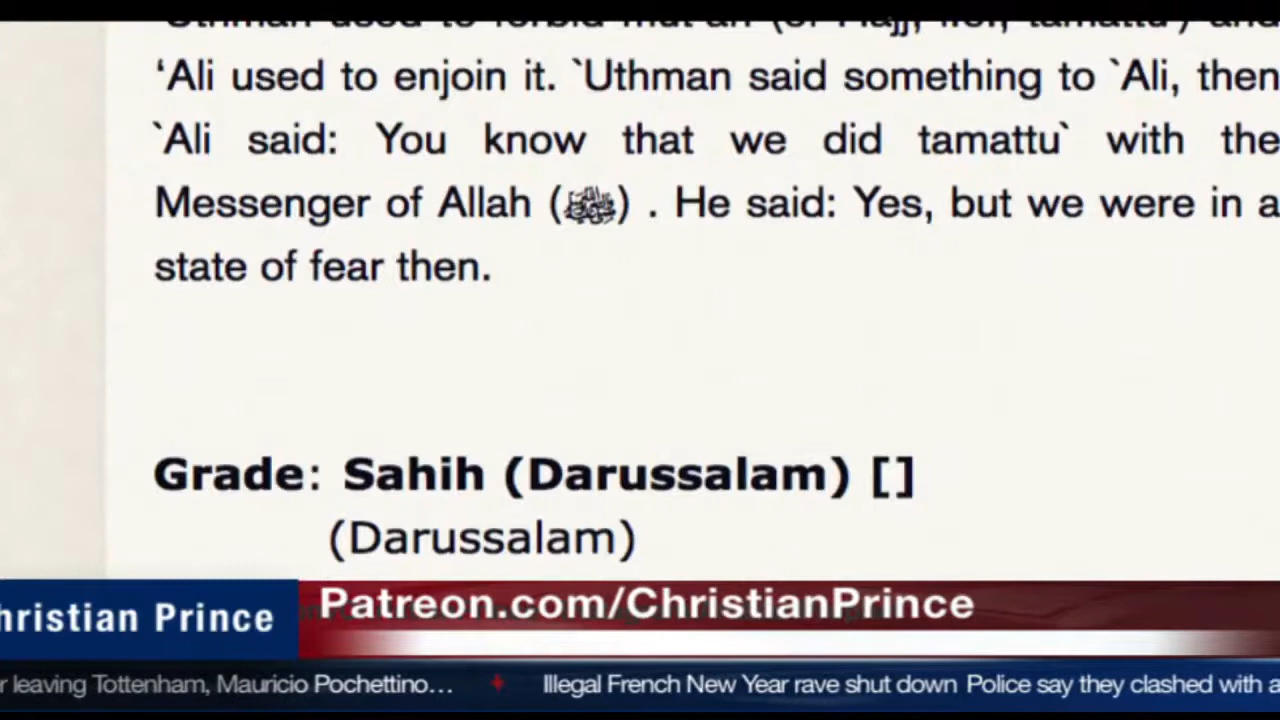 ‘Ali used to enjoin it. `Uthman said something to `Ali, then
`Ali said: You know that we did tamattu` with the
Messenger of Allah (ﷺ) . He said: Yes, but we were in a
state of fear then.
Grade: Sahih (Darussalam) []
(Darussalam)
hristian Prince
Patreon.com/ChristianPrince
r leaving Tottenham, Mauricio Pochettino… Illegal French New Year rave shut down Police say they clashed with a